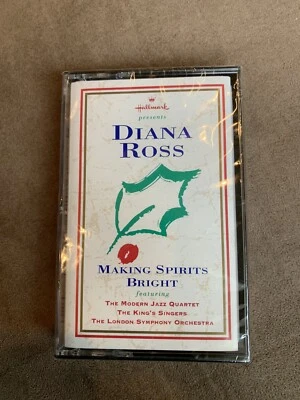 Hallmark
presents
DIANA
ROSS
MAKING SPIRITS
BRIGHT
featuring
THE MODERN JAZZ QUARTET
THE KING'S SINGERS
THE LONDON SYMPHONY ORCHESTRA